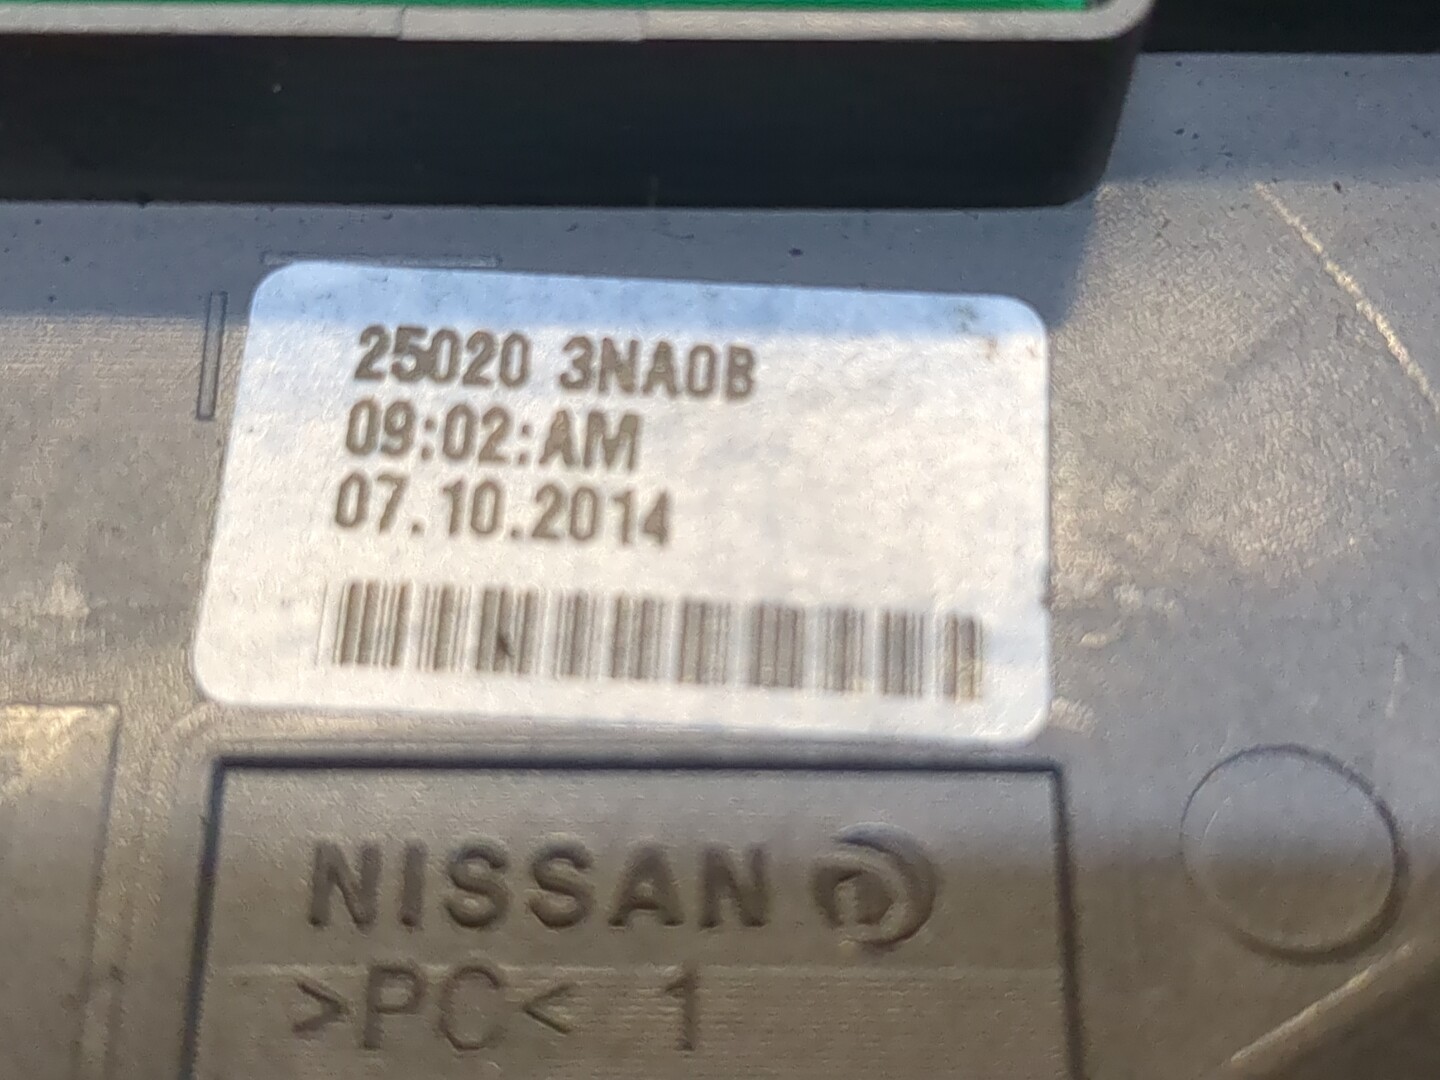 25020 3NA0B
09:02:AM
07.10.2014
NISSAN
>PC< 1